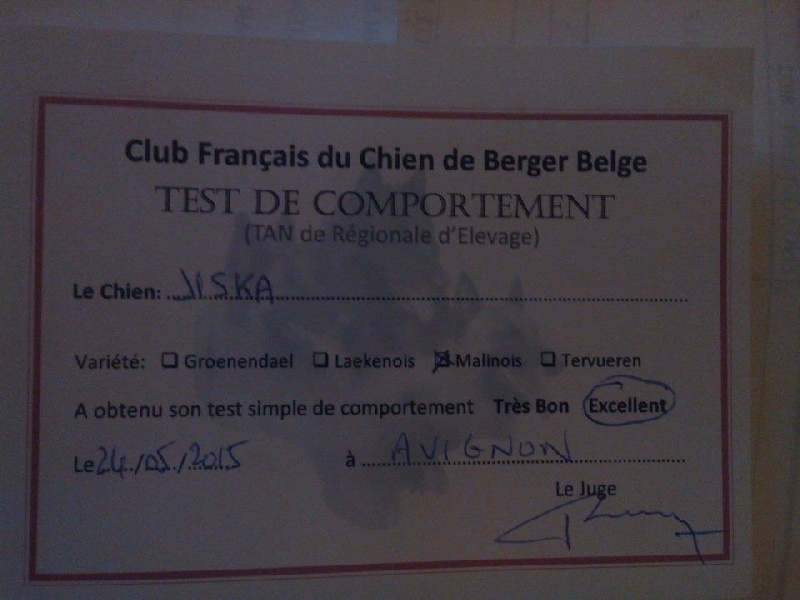 Club Français du Chien de Berger Belge
TEST DE COMPORTEMENT
(TAN de Régionale d'Elevage)
Le Chien: JISKA
Variété: ☐ Groenendael ☐ Laekenois ☒ Malinois ☐ Tervueren
A obtenu son test simple de comportement Très Bon Excellent
Le 24/05/2015 à AVIGNON
Le Juge